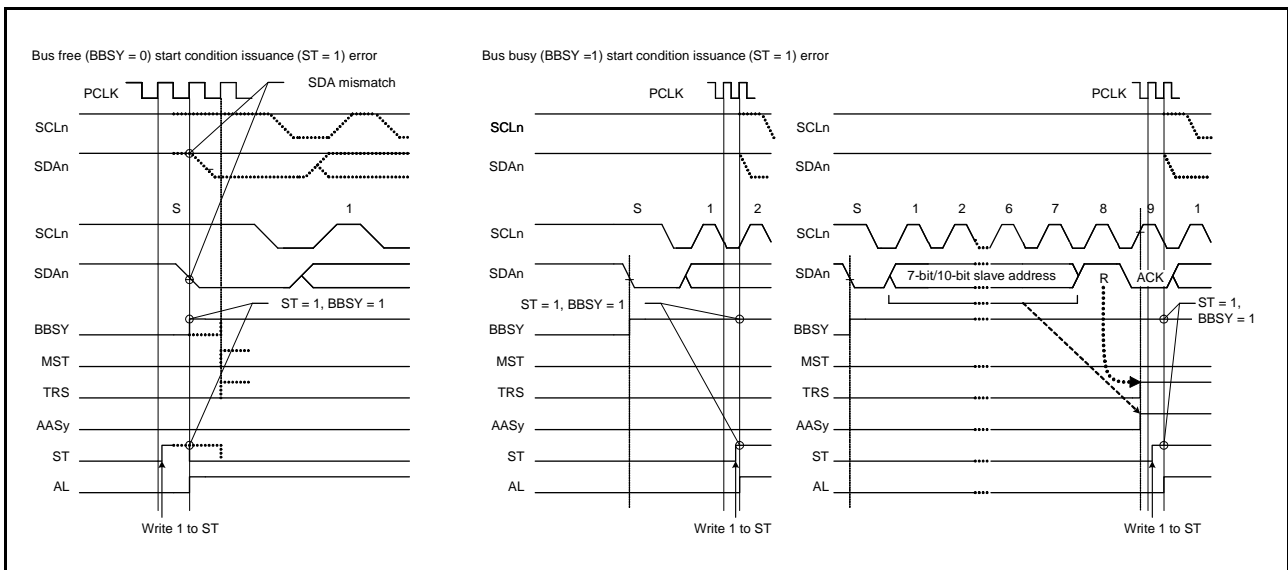 Bus free (BBSY = 0) start condition issuance (ST = 1) error
PCLK
SDA mismatch
SCLn
SDAn
S
1
SCLn
SDAn
ST = 1, BBSY = 1
BBSY
MST
TRS
AASy
ST
AL
Write 1 to ST
Bus busy (BBSY =1) start condition issuance (ST = 1) error
PCLK
SCLn
SDAn
S
1
2
SCLn
SDAn
ST = 1, BBSY = 1
BBSY
MST
TRS
AASy
ST
AL
Write 1 to ST
PCLK
SCLn
SDAn
S
1
2
6
7
8
9
1
SCLn
SDAn
7-bit/10-bit slave address
R
ACK
ST = 1,
BBSY = 1
BBSY
MST
TRS
AASy
ST
AL
Write 1 to ST